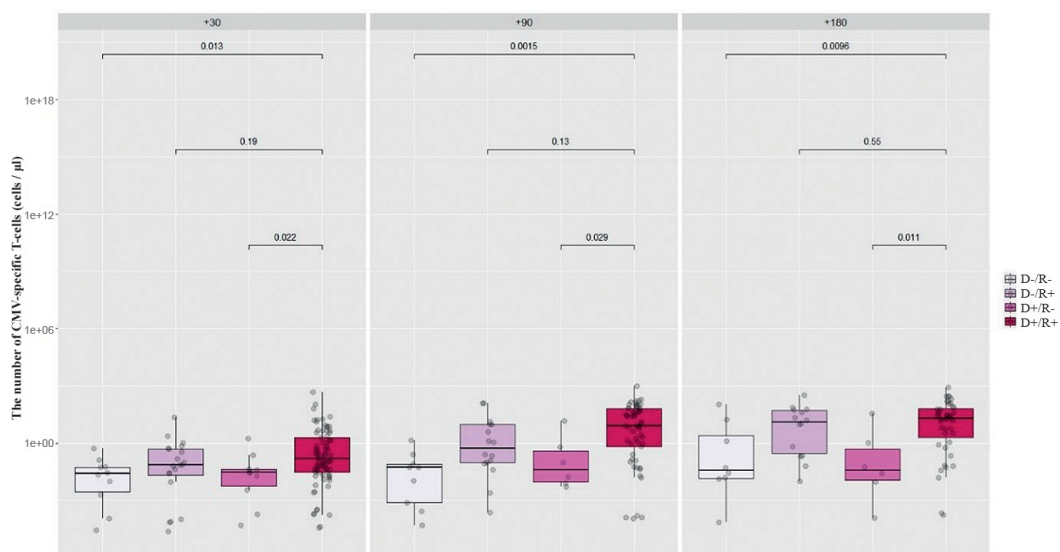 +30 +90 +180
0.013 0.0015 0.0096
1e+18
0.19 0.13 0.55
1e+12
0.022 0.029 0.011
1e+06
1e+00
The number of CMV-specific T-cells (cells / µl)
D-/R-
D-/R+
D+/R-
D+/R+